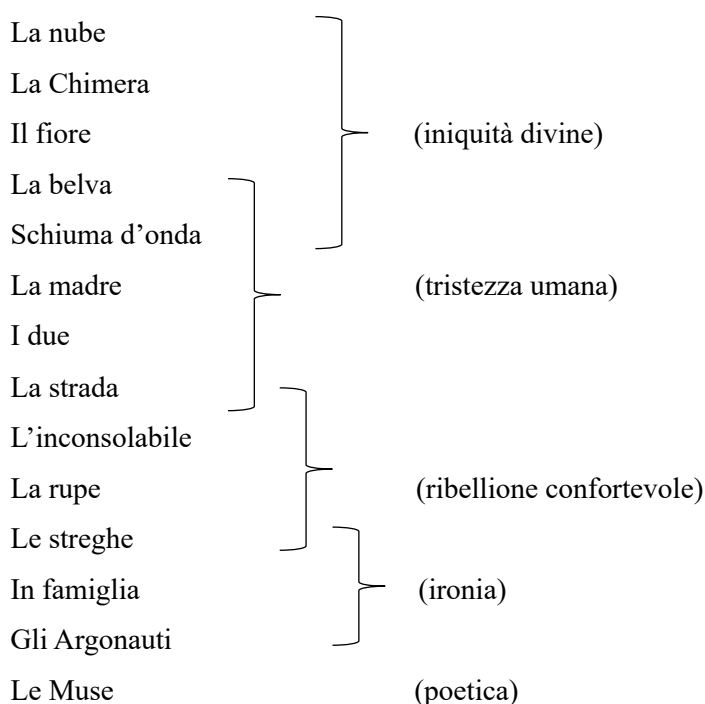 La nube
La Chimera
Il fiore (iniquità divine)
La belva
Schiuma d’onda
La madre (tristezza umana)
I due
La strada
L’inconsolabile
La rupe (ribellione confortevole)
Le streghe
In famiglia (ironia)
Gli Argonauti
Le Muse (poetica)